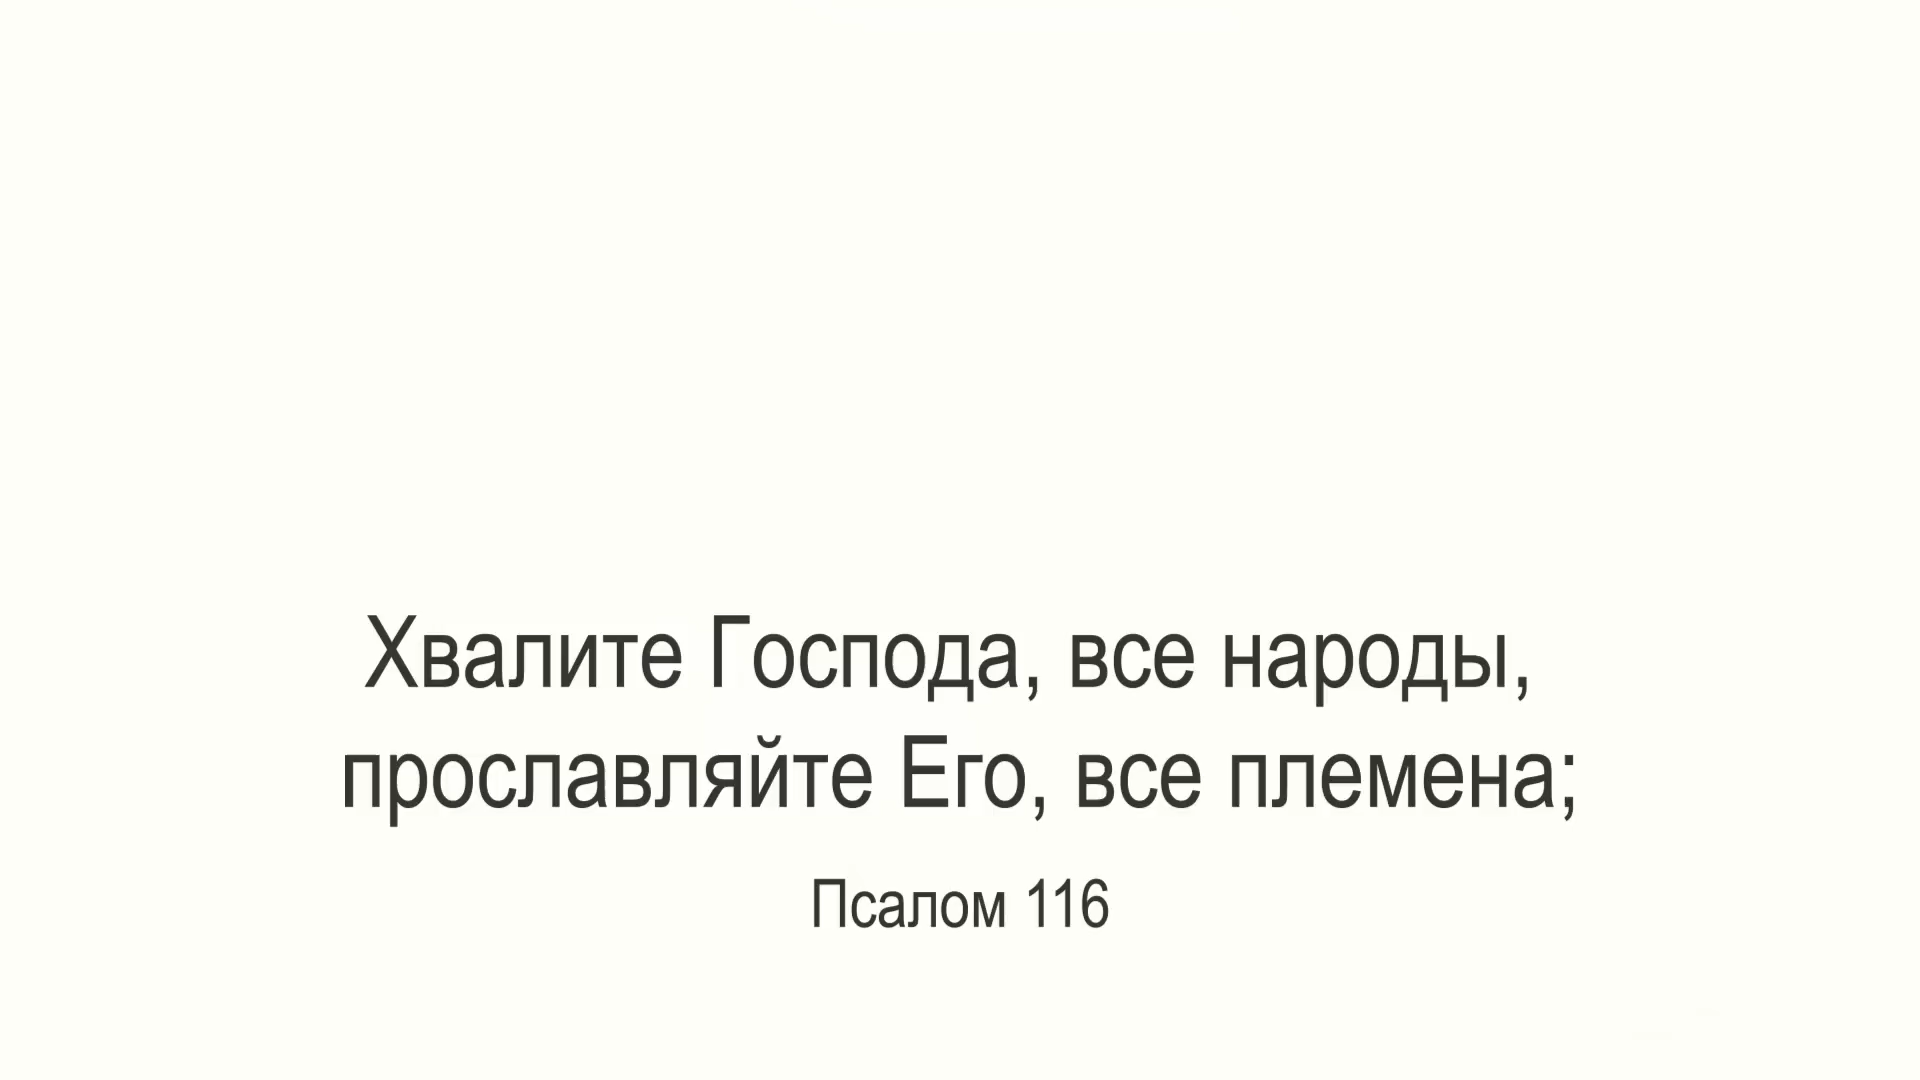 Хвалите Господа, все народы,
прославляйте Его, все племена;
Псалом 116